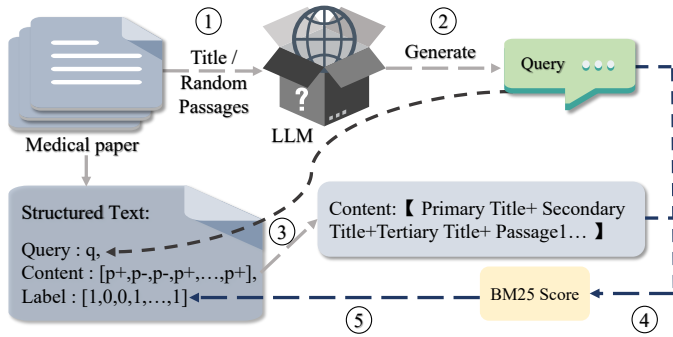 ①
②
Title /
Random
Passages
Generate
Query
?
LLM
Medical paper
Structured Text:
Query : q,
Content : [p+,p-,p-,p+,…,p+],
Label : [1,0,0,1,…,1]
③
Content:【 Primary Title+ Secondary
Title+Tertiary Title+ Passage1… 】
BM25 Score
④
⑤